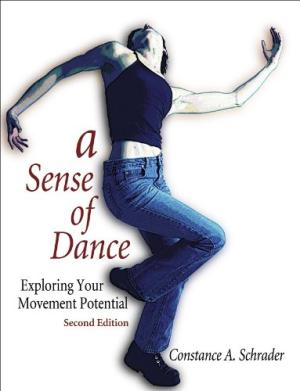 a
Sense
of
Dance
Exploring Your
Movement Potential
Second Edition
Constance A. Schrader